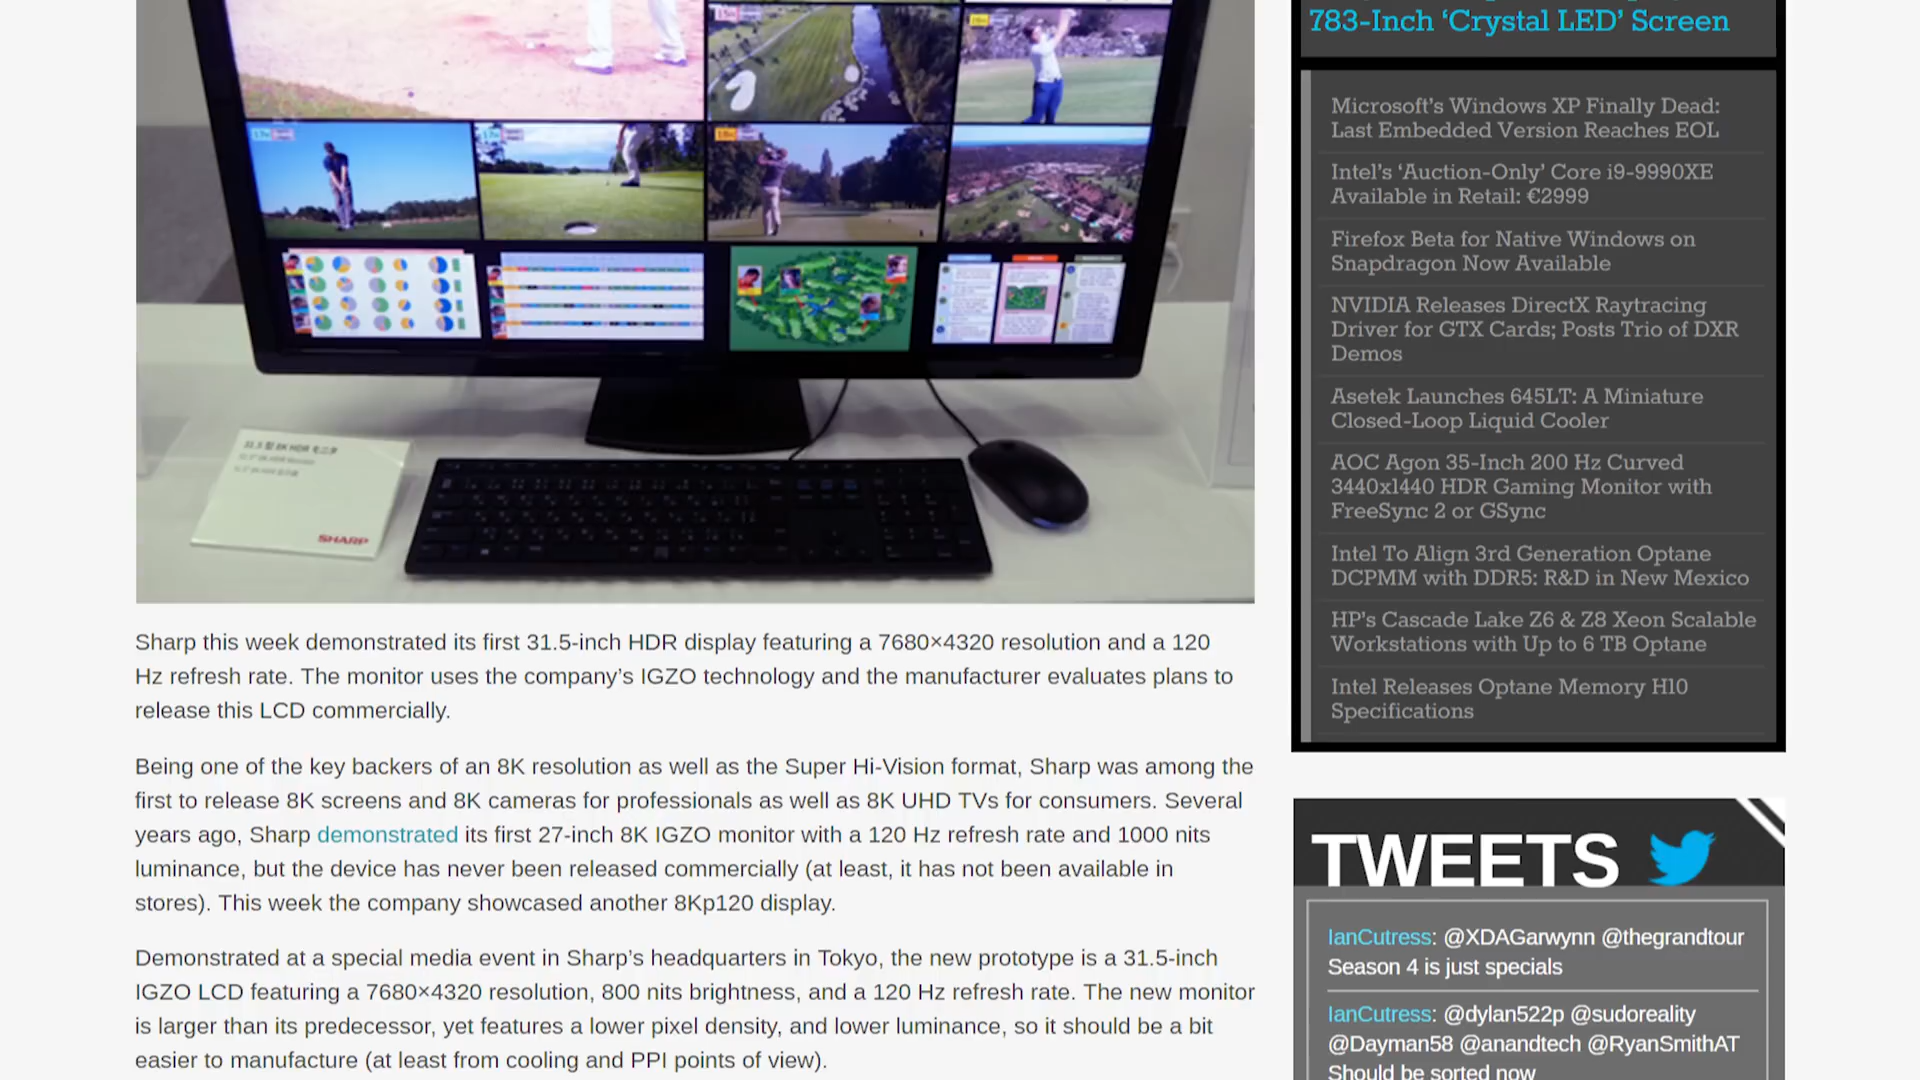 783-Inch ‘Crystal LED’ Screen
31.5型 8K HDR モニター
SHARP
Sharp this week demonstrated its first 31.5-inch HDR display featuring a 7680×4320 resolution and a 120
Hz refresh rate. The monitor uses the company’s IGZO technology and the manufacturer evaluates plans to
release this LCD commercially.
Being one of the key backers of an 8K resolution as well as the Super Hi-Vision format, Sharp was among the
first to release 8K screens and 8K cameras for professionals as well as 8K UHD TVs for consumers. Several
years ago, Sharp demonstrated its first 27-inch 8K IGZO monitor with a 120 Hz refresh rate and 1000 nits
luminance, but the device has never been released commercially (at least, it has not been available in
stores). This week the company showcased another 8Kp120 display.
Demonstrated at a special media event in Sharp’s headquarters in Tokyo, the new prototype is a 31.5-inch
IGZO LCD featuring a 7680×4320 resolution, 800 nits brightness, and a 120 Hz refresh rate. The new monitor
is larger than its predecessor, yet features a lower pixel density, and lower luminance, so it should be a bit
easier to manufacture (at least from cooling and PPI points of view).
Microsoft's Windows XP Finally Dead:
Last Embedded Version Reaches EOL
Intel's ‘Auction-Only’ Core i9-9990XE
Available in Retail: €2999
Firefox Beta for Native Windows on
Snapdragon Now Available
NVIDIA Releases DirectX Raytracing
Driver for GTX Cards; Posts Trio of DXR
Demos
Asetek Launches 645LT: A Miniature
Closed-Loop Liquid Cooler
AOC Agon 35-Inch 200 Hz Curved
3440x1440 HDR Gaming Monitor with
FreeSync 2 or GSync
Intel To Align 3rd Generation Optane
DCPMM with DDR5: R&D in New Mexico
HP's Cascade Lake Z6 & Z8 Xeon Scalable
Workstations with Up to 6 TB Optane
Intel Releases Optane Memory H10
Specifications
TWEETS
IanCutress: @XDAGarwynn @thegrandtour
Season 4 is just specials
IanCutress: @dylan522p @sudoreality
@Dayman58 @anandtech @RyanSmithAT
Should be sorted now